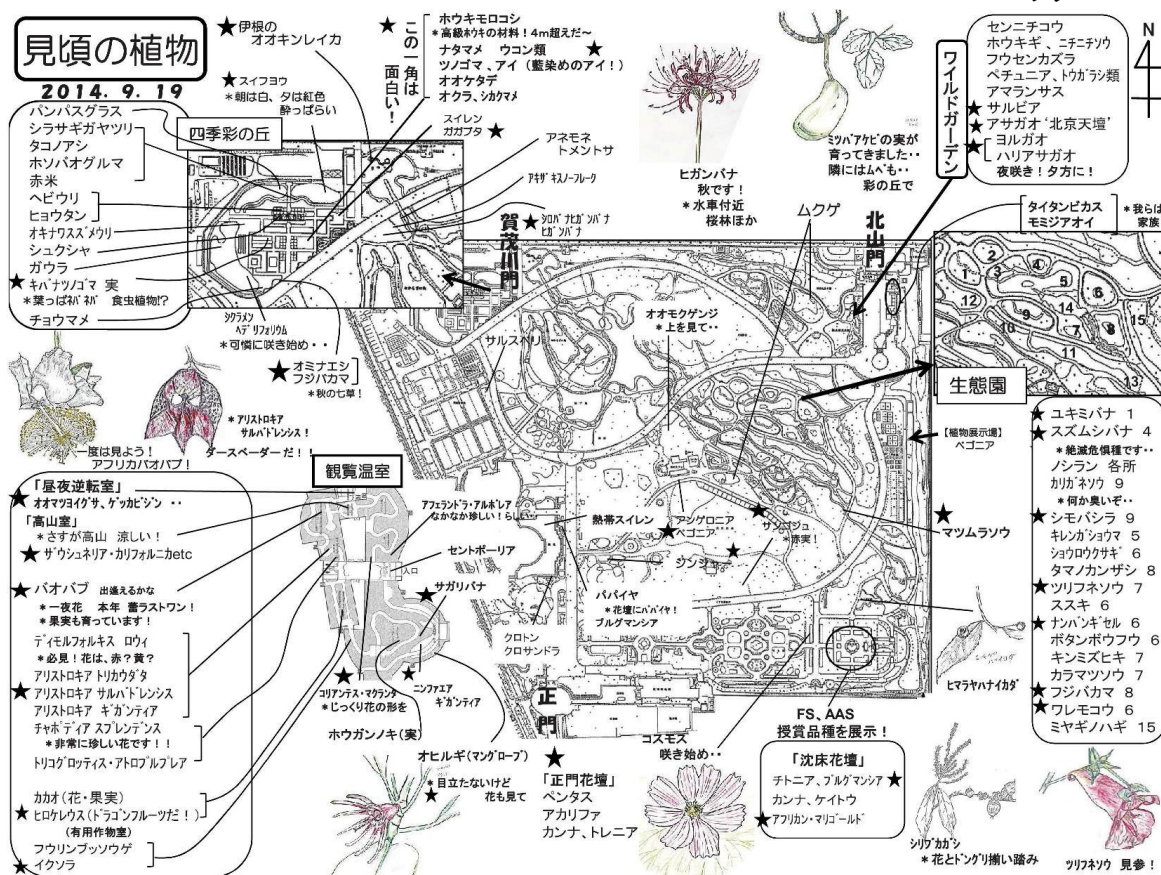 見頃の植物
2014. 9. 19
パンパスグラス
シラサギガヤツリ
タコノアシ
ホソバオグルマ
赤米
ヘビウリ
ヒョウタン
オキナワスズメウリ
シュクシャ
ガウラ
★キバナツノゴマ 実
*葉っぱネバネバ 食虫植物!?
チョウマメ
四季彩の丘
★伊根の
オオキンレイカ
★スイフヨウ
*朝は白、夕は紅色
酔っぱらい
★この一角は
面白い!
ホウキモロコシ
*高級ホウキの材料!4m超えだ~
ナタマメ ウコン類★
ツノゴマ、アイ(藍染めのアイ!)
オオケタデ
オクラ、シカクマメ
スイレン
ガガブタ★
アネモネ
トメントサ
アキザキスノーフレーク
★シロバナヒガンバナ
ヒガンバナ
賀茂川門
シクラメン
ヘデリフォリウム
*可憐に咲き始め・・
★オミナエシ
フジバカマ
*秋の七草!
ヒガンバナ
秋です!
*水車付近
桜林ほか
ミツバアケビの実が
育ってきました・・
隣にはムベも・・
彩の丘で
ムクゲ
北山門
ワイルドガーデン
センニチコウ
ホウキギ、ニチニチソウ
フウセンカズラ
ペチュニア、トウガラシ類
アマランサス
★サルビア
★アサガオ‘北京天壇’
★ヨルガオ
ハリアサガオ
夜咲き!夕方に!
N
タイタンビカス
モミジアオイ
*我らは
家族
1
2
3
4
5
6
7
8
9
10
11
12
13
14
15
生態園
オオモクゲンジ
*上を見て・・
サルスベリ
【植物展示場】
ベゴニア
★ユキミバナ 1
★スズムシバナ 4
*絶滅危惧種です・・
ノシラン 各所
カリガネソウ 9
*何か臭いぞ・・
★シモバシラ 9
キレンゲショウマ 5
ショウロウクサギ 6
タマノカンザシ 8
★ツリフネソウ 7
ススキ 6
★ナンバンギセル 6
ボタンボウフウ 6
キンミズヒキ 7
カラマツソウ 7
★フジバカマ 8
★ワレモコウ 6
ミヤギノハギ 15
一度は見よう!
アフリカバオバブ!
*アリストロキア
サルバドレンシス!
ダースベーダーだ!!
観覧温室
★「昼夜逆転室」
オオマツヨイグサ、ゲッカビジン ・・
「高山室」
*さすが高山 涼しい!
★ザウシュネリア・カリフォルニカetc
★バオバブ 出逢えるかな
*一夜花 本年 蕾ラストワン!
*果実も育っています!
ディモルフォルキス ロウィ
*必見!花は、赤?黄?
アリストロキア トリカウダタ
★アリストロキア サルバドレンシス
アリストロキア ギガンティア
チャボディア スプレンデンス
*非常に珍しい花です!!
トリコグロッティス・アトロプルプレア
カカオ(花・果実)
★ヒロケレウス(ドラゴンフルーツだ!)
(有用作物室)
フウリンブッソウゲ
★イクソラ
アフェランドラ・アルボレア
なかなか珍しい!らしい・・
セントポーリア
入口
★サガリバナ
★コリアンテス・マクランタ
*じっくり花の形を
★ニンファエア
ギガンティア
ホウガンノキ(実)
オヒルギ(マングローブ)
*目立たないけど
★花も見て
熱帯スイレン
アンゲロニア
★ベゴニア
★サンゴジュ
*赤実!
★
ジンジャー
★マツムラソウ
パパイヤ
*花壇にパパイヤ!
ブルグマンシア
クロトン
クロサンドラ
正門
★「正門花壇」
ペンタス
アカリファ
カンナ、トレニア
コスモス
咲き始め・・
FS、AAS
授賞品種を展示!
「沈床花壇」
チトニア、ブルグマンシア★
カンナ、ケイトウ
★アフリカン・マリーゴールド
ヒマラヤハナイカダ
シリブカガシ
*花とドングリ揃い踏み
ツリフネソウ 見参!